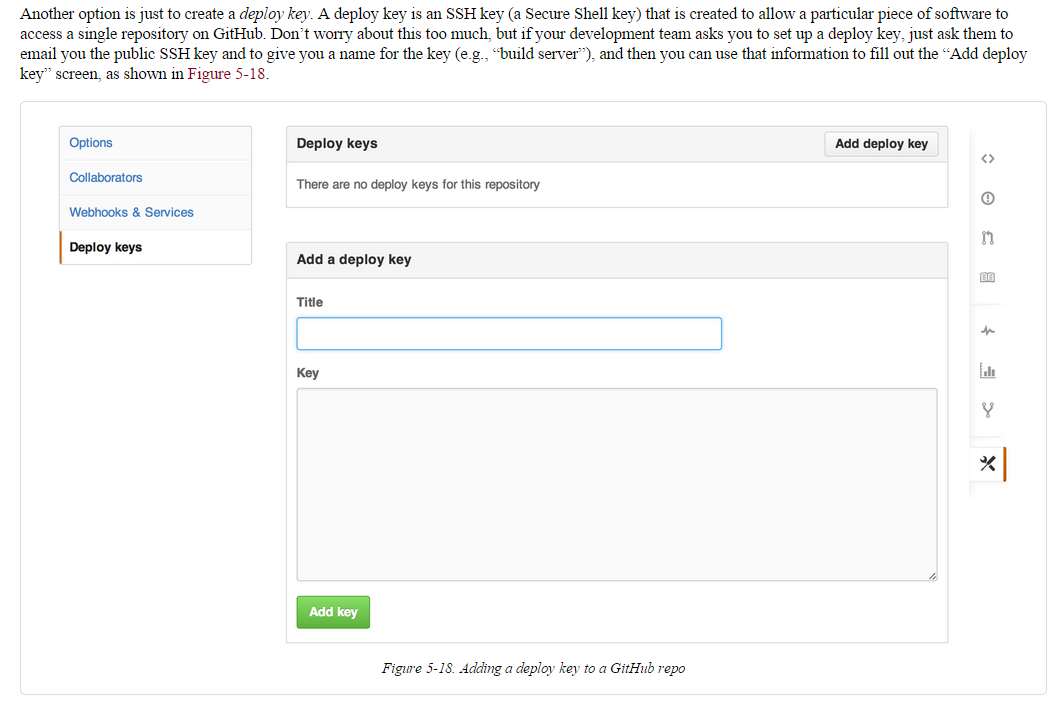 Another option is just to create a deploy key. A deploy key is an SSH key (a Secure Shell key) that is created to allow a particular piece of software to
access a single repository on GitHub. Don’t worry about this too much, but if your development team asks you to set up a deploy key, just ask them to
email you the public SSH key and to give you a name for the key (e.g., “build server”), and then you can use that information to fill out the “Add deploy
key” screen, as shown in Figure 5-18.
Options
Collaborators
Webhooks & Services
Deploy keys
Deploy keys
Add deploy key
There are no deploy keys for this repository
Add a deploy key
Title
Key
Add key
Figure 5-18. Adding a deploy key to a GitHub repo